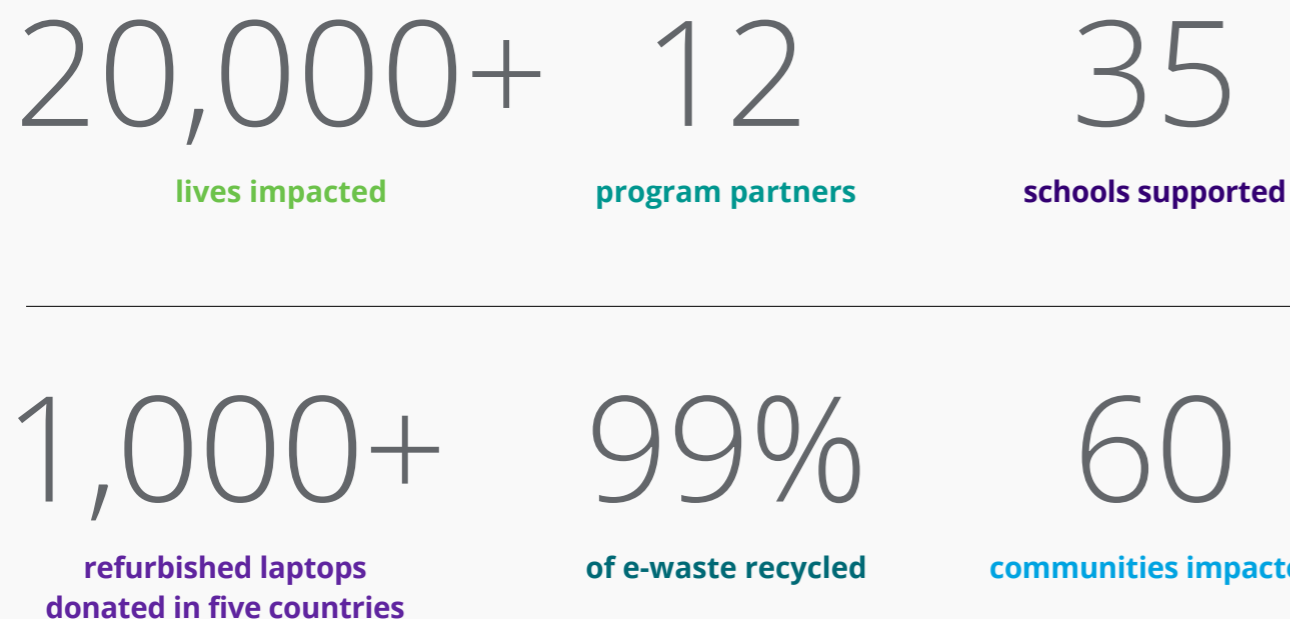 20,000+ 12 35
lives impacted program partners schools supported
1,000+ 99% 60
refurbished laptops of e-waste recycled communities impacte
donated in five countries